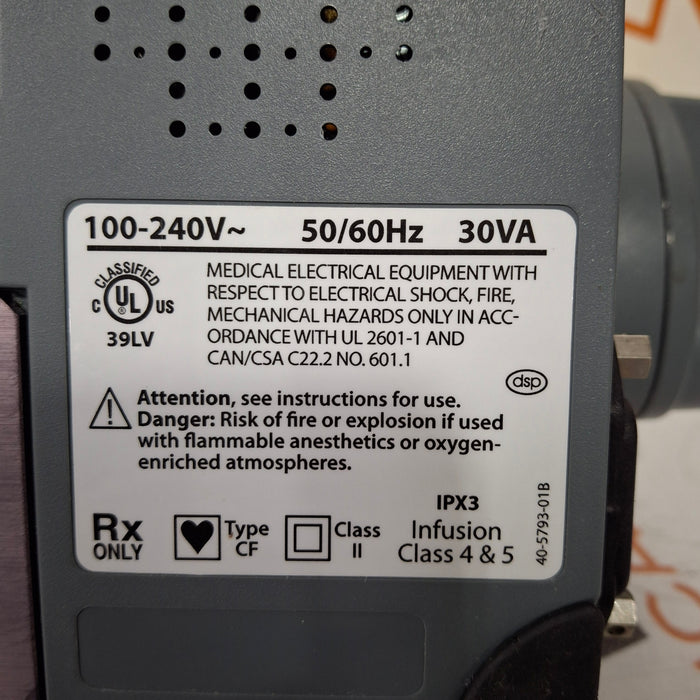 100-240V~ 50/60Hz 30VA
CLASSIFIED
C UL US
39LV
MEDICAL ELECTRICAL EQUIPMENT WITH
RESPECT TO ELECTRICAL SHOCK, FIRE,
MECHANICAL HAZARDS ONLY IN ACC-
ORDANCE WITH UL 2601-1 AND
CAN/CSA C22.2 NO. 601.1
dsp
Attention, see instructions for use.
Danger: Risk of fire or explosion if used
with flammable anesthetics or oxygen-
enriched atmospheres.
Rx
ONLY
Type
CF
Class
II
IPX3
Infusion
Class 4 & 5
40-5793-01B